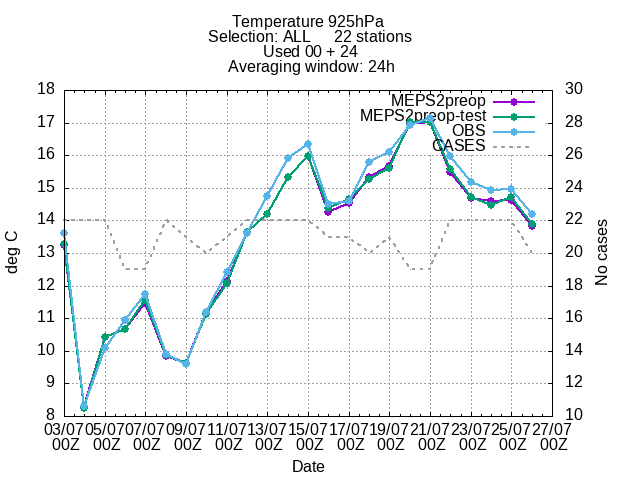 Temperature 925hPa
Selection: ALL 22 stations
Used 00 + 24
Averaging window: 24h
18 30
MEPS2preop
17 28
MEPS2preop-test
OBS
CASES
16 26
15 24
14 22
13 20
12 18
11 16
10 14
9 12
8 10
deg C
No cases
03/07 05/07 07/07 09/07 11/07 13/07 15/07 17/07 19/07 21/07 23/07 25/07 27/07
00Z 00Z 00Z 00Z 00Z 00Z 00Z 00Z 00Z 00Z 00Z 00Z 00Z
Date